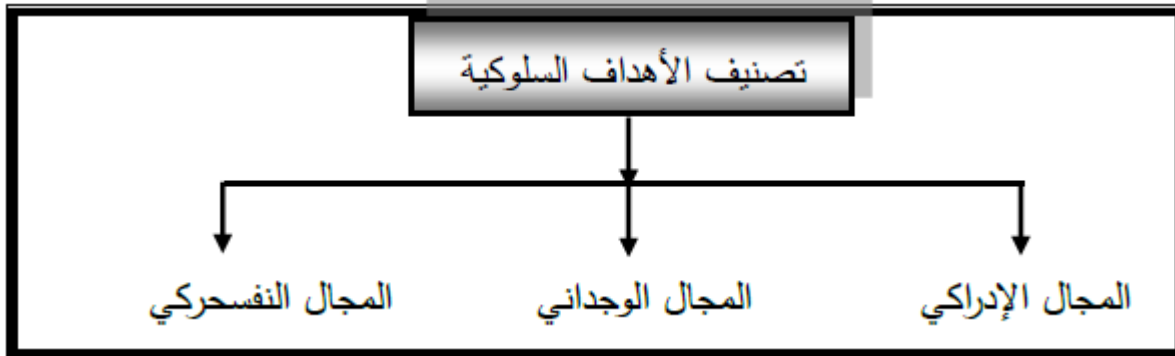 تصنيف الأهداف السلوكية
المجال الإدراكي
المجال الوجداني
المجال النفسحركي